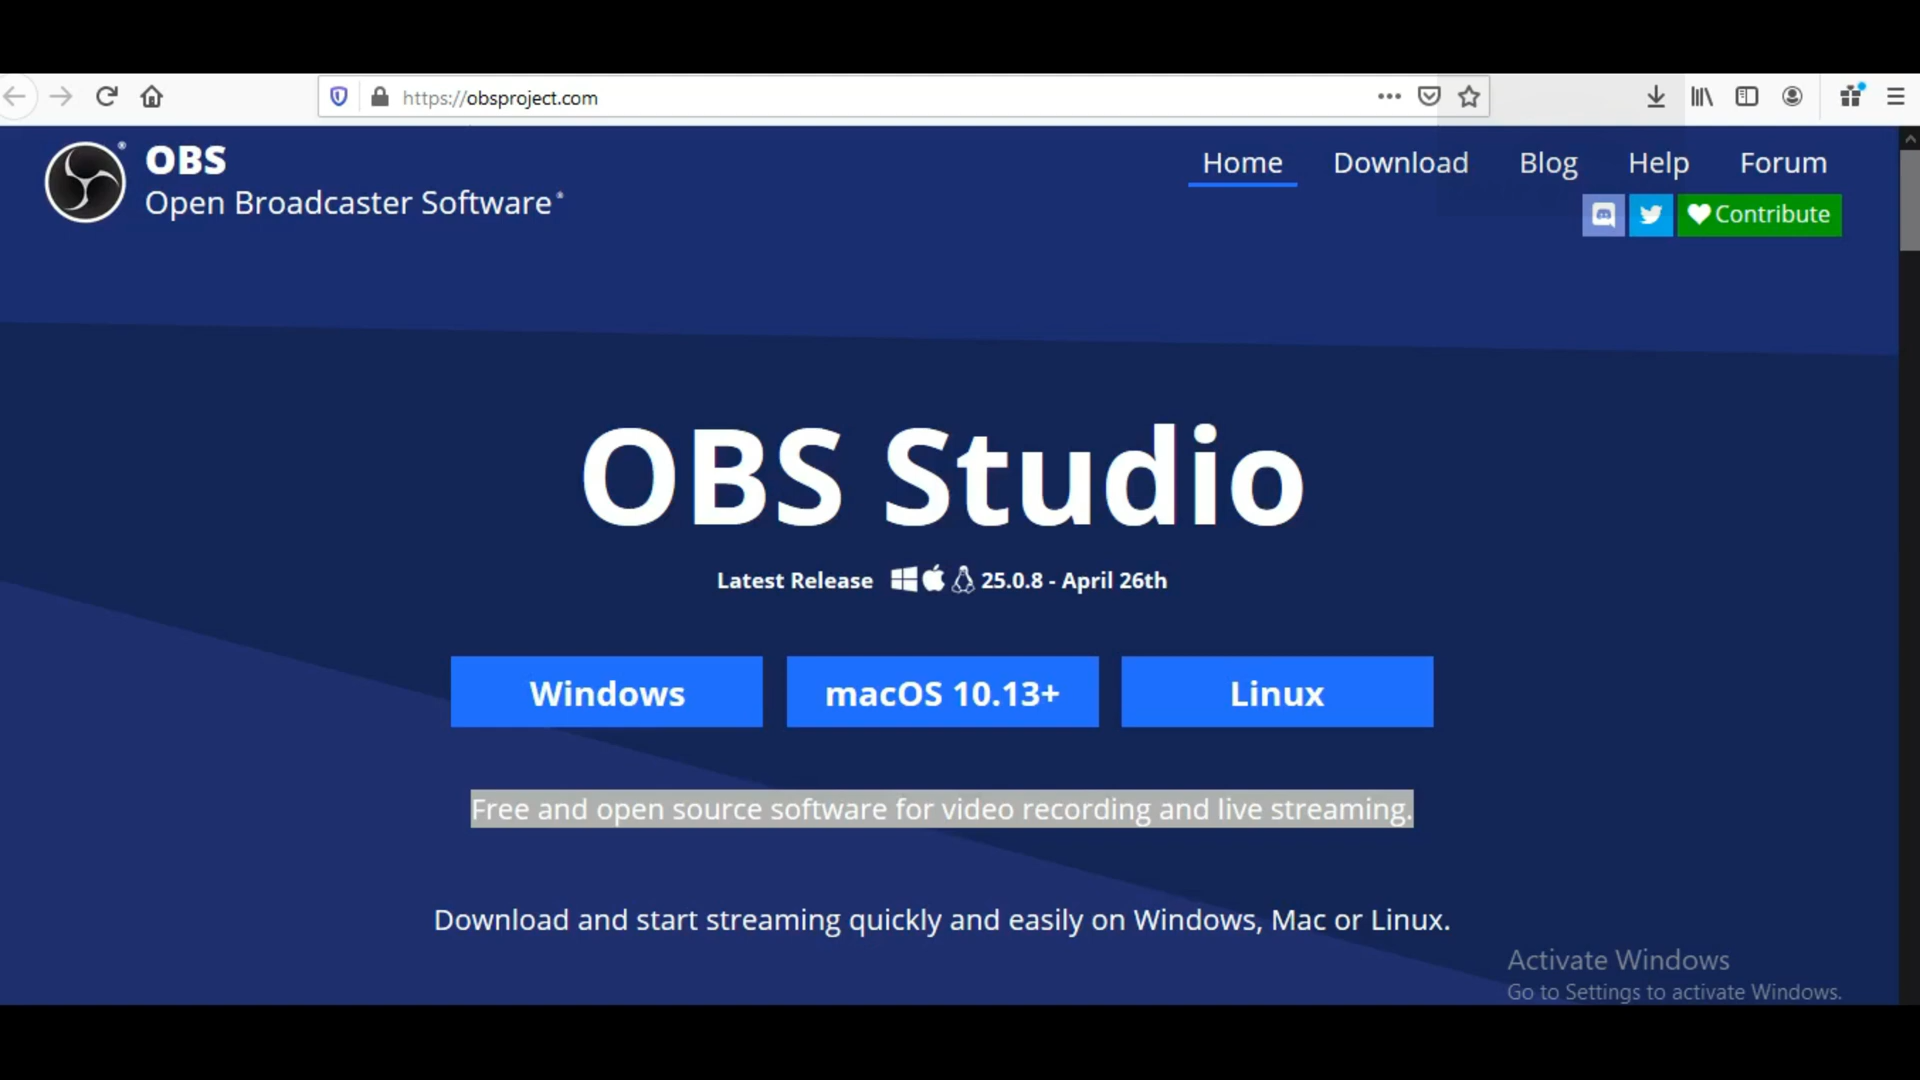 https://obsproject.com
OBS
Open Broadcaster Software®
Home Download Blog Help Forum
Contribute
OBS Studio
Latest Release 25.0.8 - April 26th
Windows macOS 10.13+ Linux
Free and open source software for video recording and live streaming.
Download and start streaming quickly and easily on Windows, Mac or Linux.
Activate Windows
Go to Settings to activate Windows.